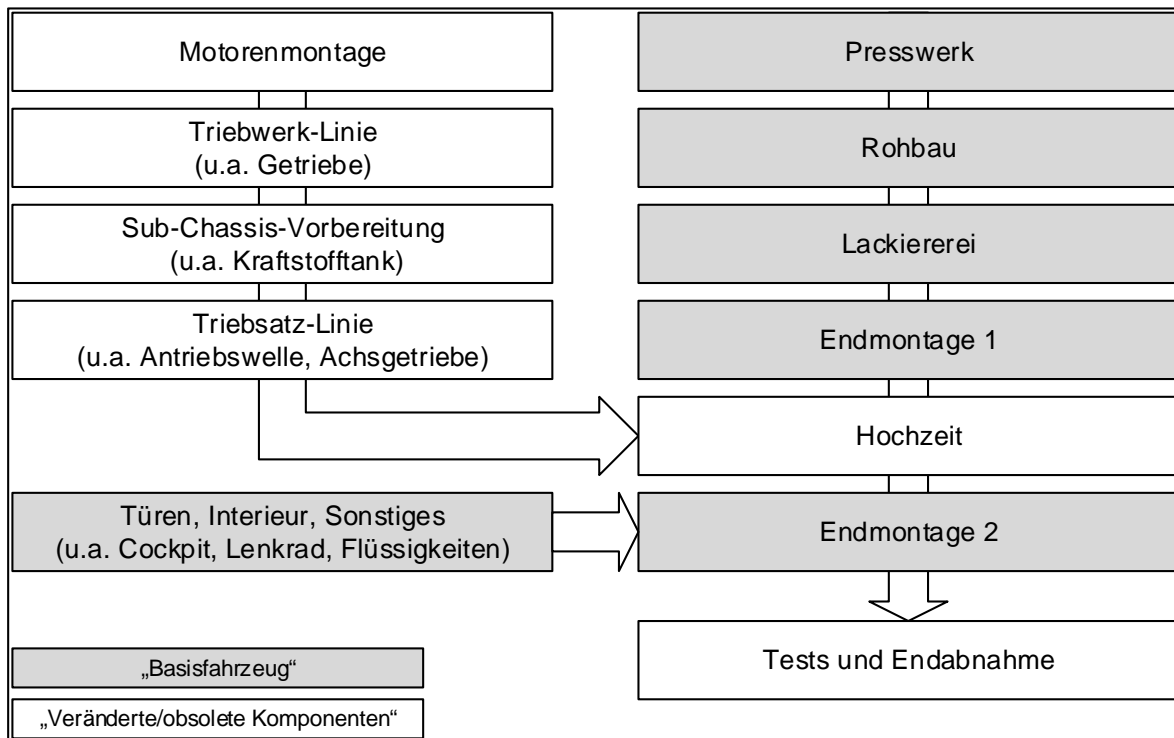 Motorenmontage
Triebwerk-Linie
(u.a. Getriebe)
Sub-Chassis-Vorbereitung
(u.a. Kraftstofftank)
Triebsatz-Linie
(u.a. Antriebswelle, Achsgetriebe)
Türen, Interieur, Sonstiges
(u.a. Cockpit, Lenkrad, Flüssigkeiten)
Presswerk
Rohbau
Lackiererei
Endmontage 1
Hochzeit
Endmontage 2
Tests und Endabnahme
„Basisfahrzeug“
„Veränderte/obsolete Komponenten“